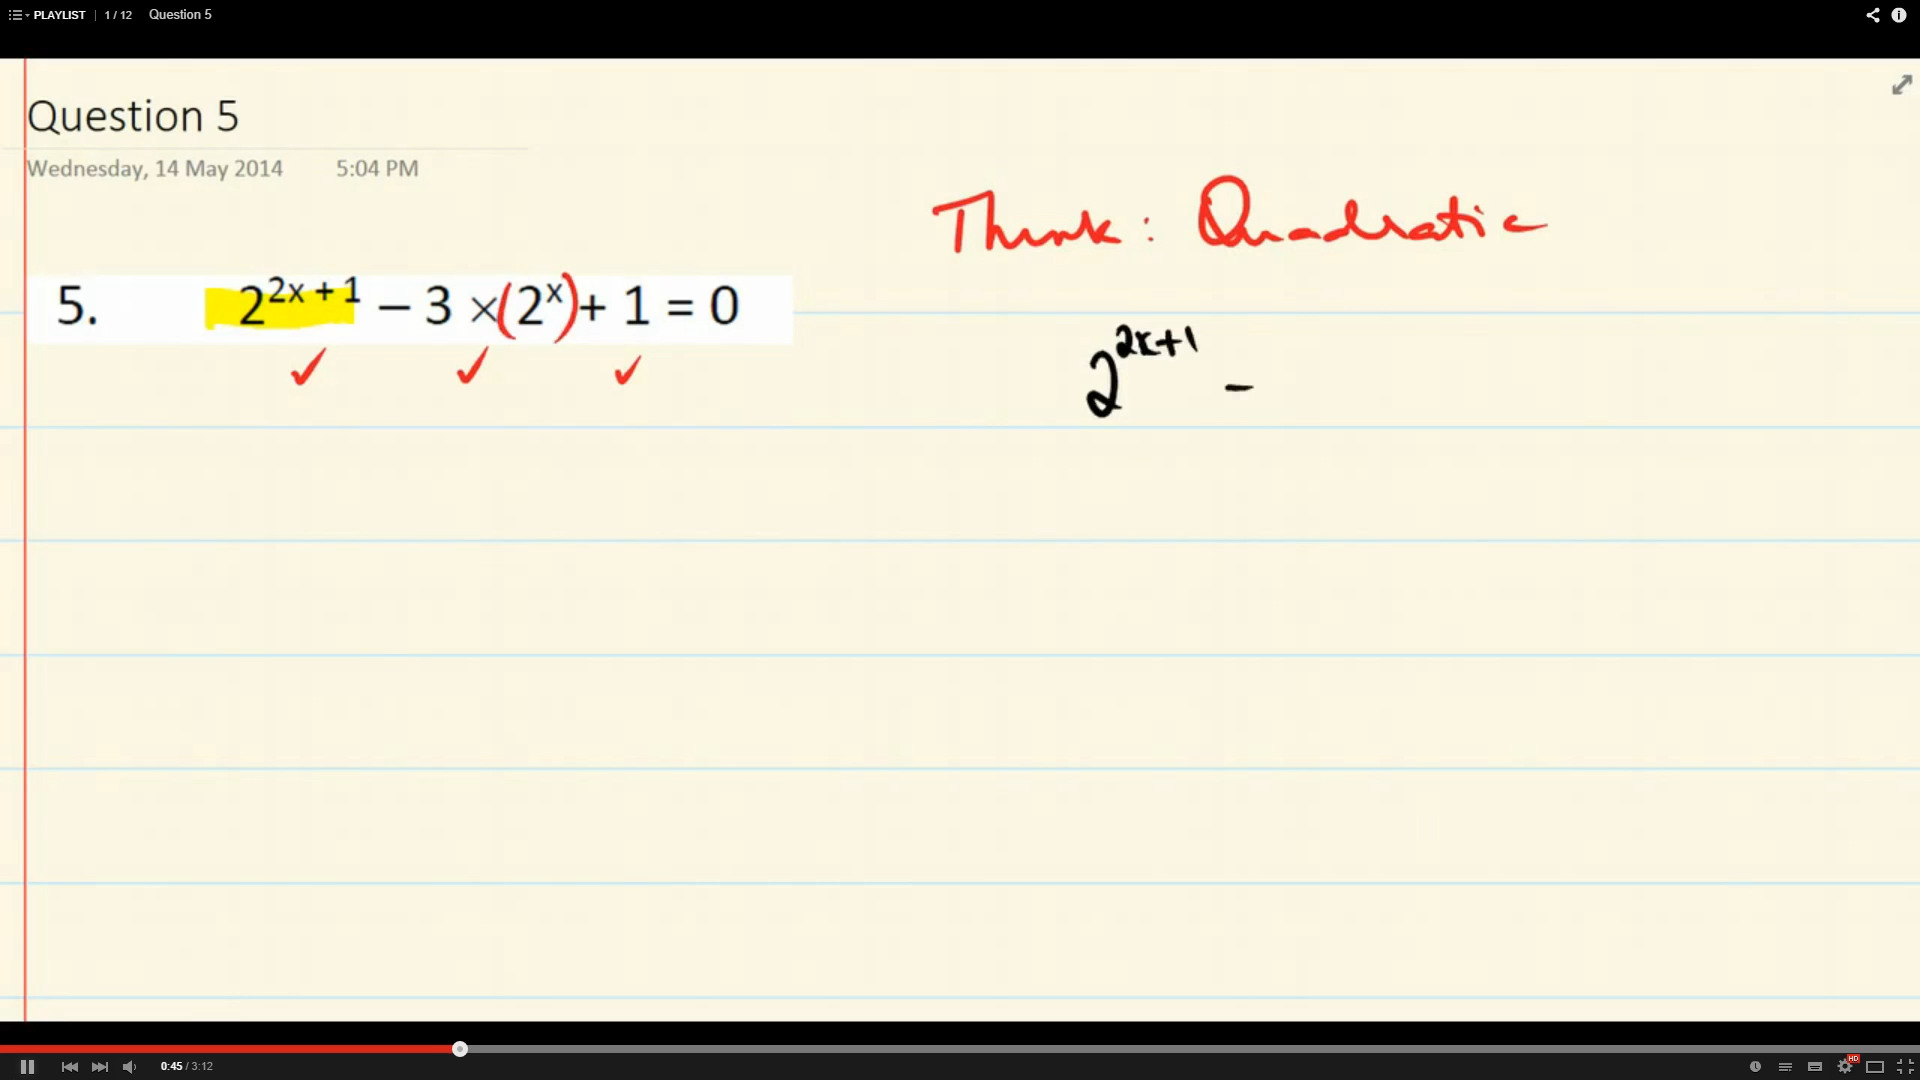 PLAYLIST | 1 / 12 Question 5
Question 5
Wednesday, 14 May 2014 5:04 PM
Think: Quadratic
5. 2^{2x + 1} – 3 ×(2^x)+ 1 = 0
✓ ✓ ✓
2^{2x+1} –
0:45 / 3:12
HD